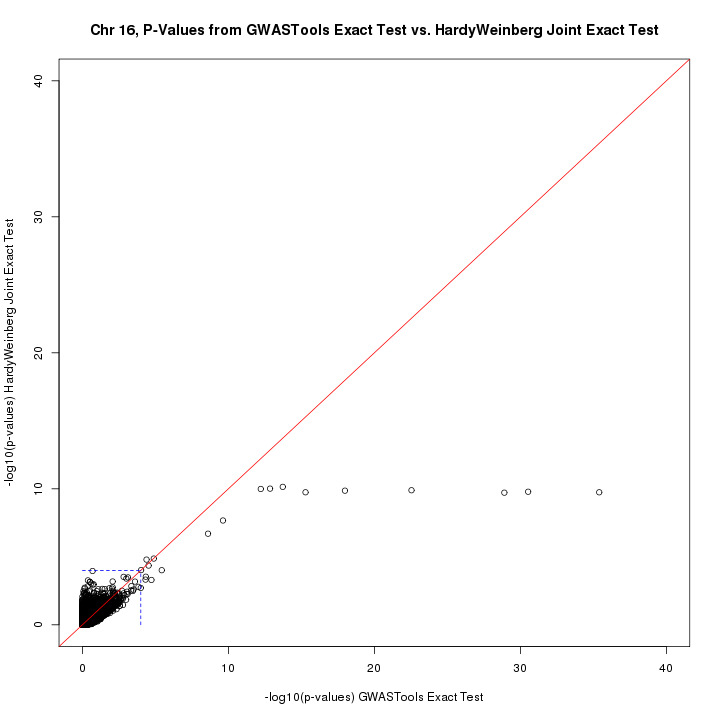 Chr 16, P-Values from GWASTools Exact Test vs. HardyWeinberg Joint Exact Test
40
30
20
10
0
-log10(p-values) HardyWeinberg Joint Exact Test
0 10 20 30 40
-log10(p-values) GWASTools Exact Test